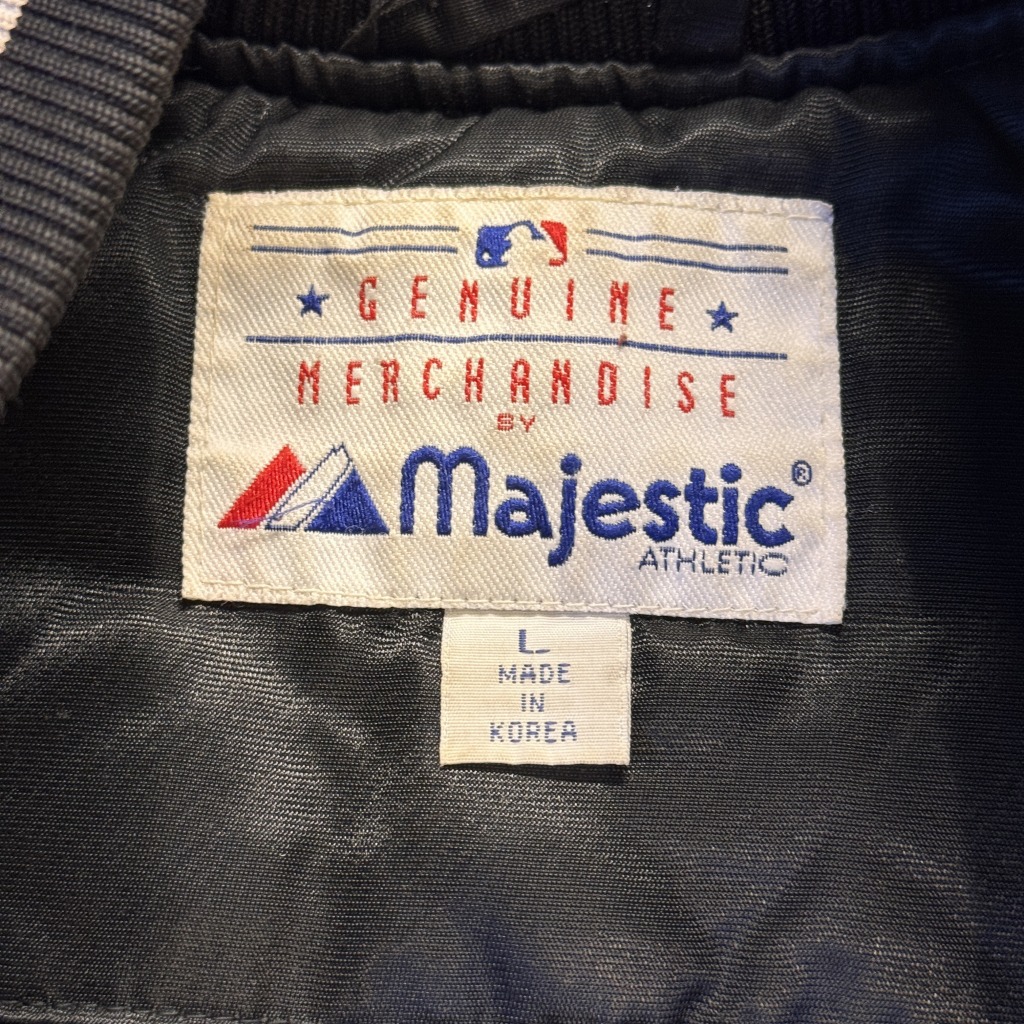 GENUINE
MERCHANDISE
BY
Majestic®
ATHLETIC
L
MADE
IN
KOREA